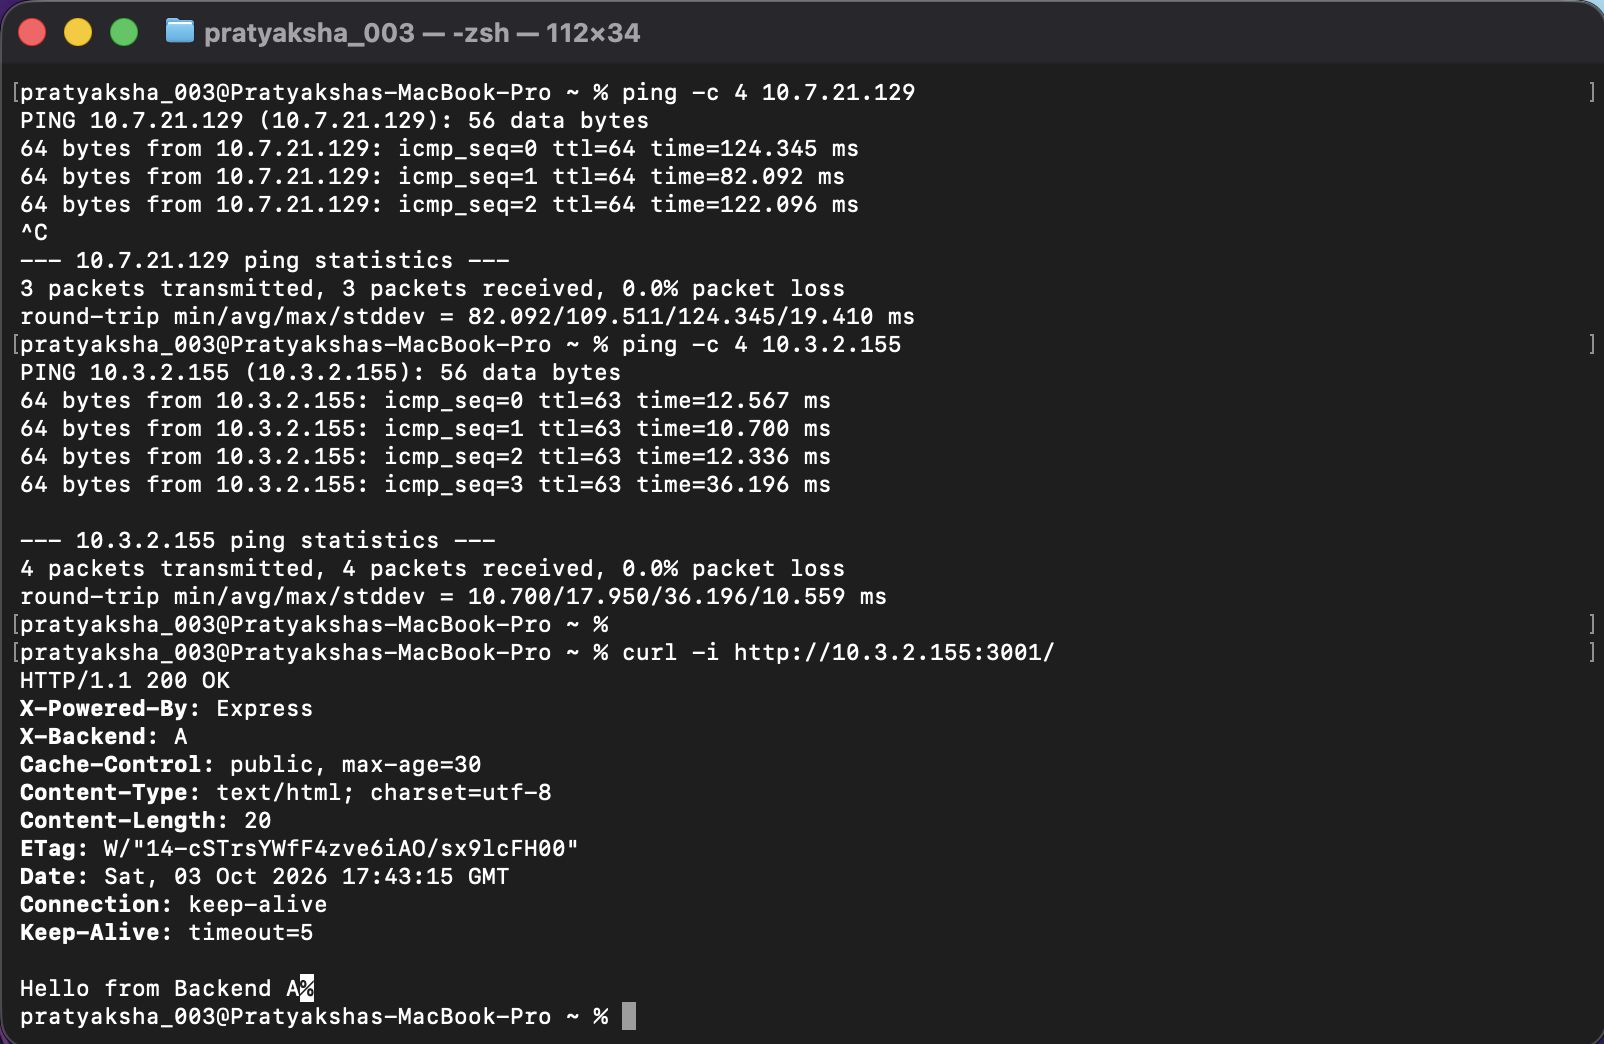 pratyaksha_003 — -zsh — 112×34
[pratyaksha_003@Pratyakshas-MacBook-Pro ~ % ping -c 4 10.7.21.129 ]
PING 10.7.21.129 (10.7.21.129): 56 data bytes
64 bytes from 10.7.21.129: icmp_seq=0 ttl=64 time=124.345 ms
64 bytes from 10.7.21.129: icmp_seq=1 ttl=64 time=82.092 ms
64 bytes from 10.7.21.129: icmp_seq=2 ttl=64 time=122.096 ms
^C
--- 10.7.21.129 ping statistics ---
3 packets transmitted, 3 packets received, 0.0% packet loss
round-trip min/avg/max/stddev = 82.092/109.511/124.345/19.410 ms
[pratyaksha_003@Pratyakshas-MacBook-Pro ~ % ping -c 4 10.3.2.155 ]
PING 10.3.2.155 (10.3.2.155): 56 data bytes
64 bytes from 10.3.2.155: icmp_seq=0 ttl=63 time=12.567 ms
64 bytes from 10.3.2.155: icmp_seq=1 ttl=63 time=10.700 ms
64 bytes from 10.3.2.155: icmp_seq=2 ttl=63 time=12.336 ms
64 bytes from 10.3.2.155: icmp_seq=3 ttl=63 time=36.196 ms
--- 10.3.2.155 ping statistics ---
4 packets transmitted, 4 packets received, 0.0% packet loss
round-trip min/avg/max/stddev = 10.700/17.950/36.196/10.559 ms
[pratyaksha_003@Pratyakshas-MacBook-Pro ~ % ]
[pratyaksha_003@Pratyakshas-MacBook-Pro ~ % curl -i http://10.3.2.155:3001/ ]
HTTP/1.1 200 OK
X-Powered-By: Express
X-Backend: A
Cache-Control: public, max-age=30
Content-Type: text/html; charset=utf-8
Content-Length: 20
ETag: W/"14-cSTrsYWfF4zve6iAO/sx9lcFH00"
Date: Sat, 03 Oct 2026 17:43:15 GMT
Connection: keep-alive
Keep-Alive: timeout=5
Hello from Backend A%
pratyaksha_003@Pratyakshas-MacBook-Pro ~ %